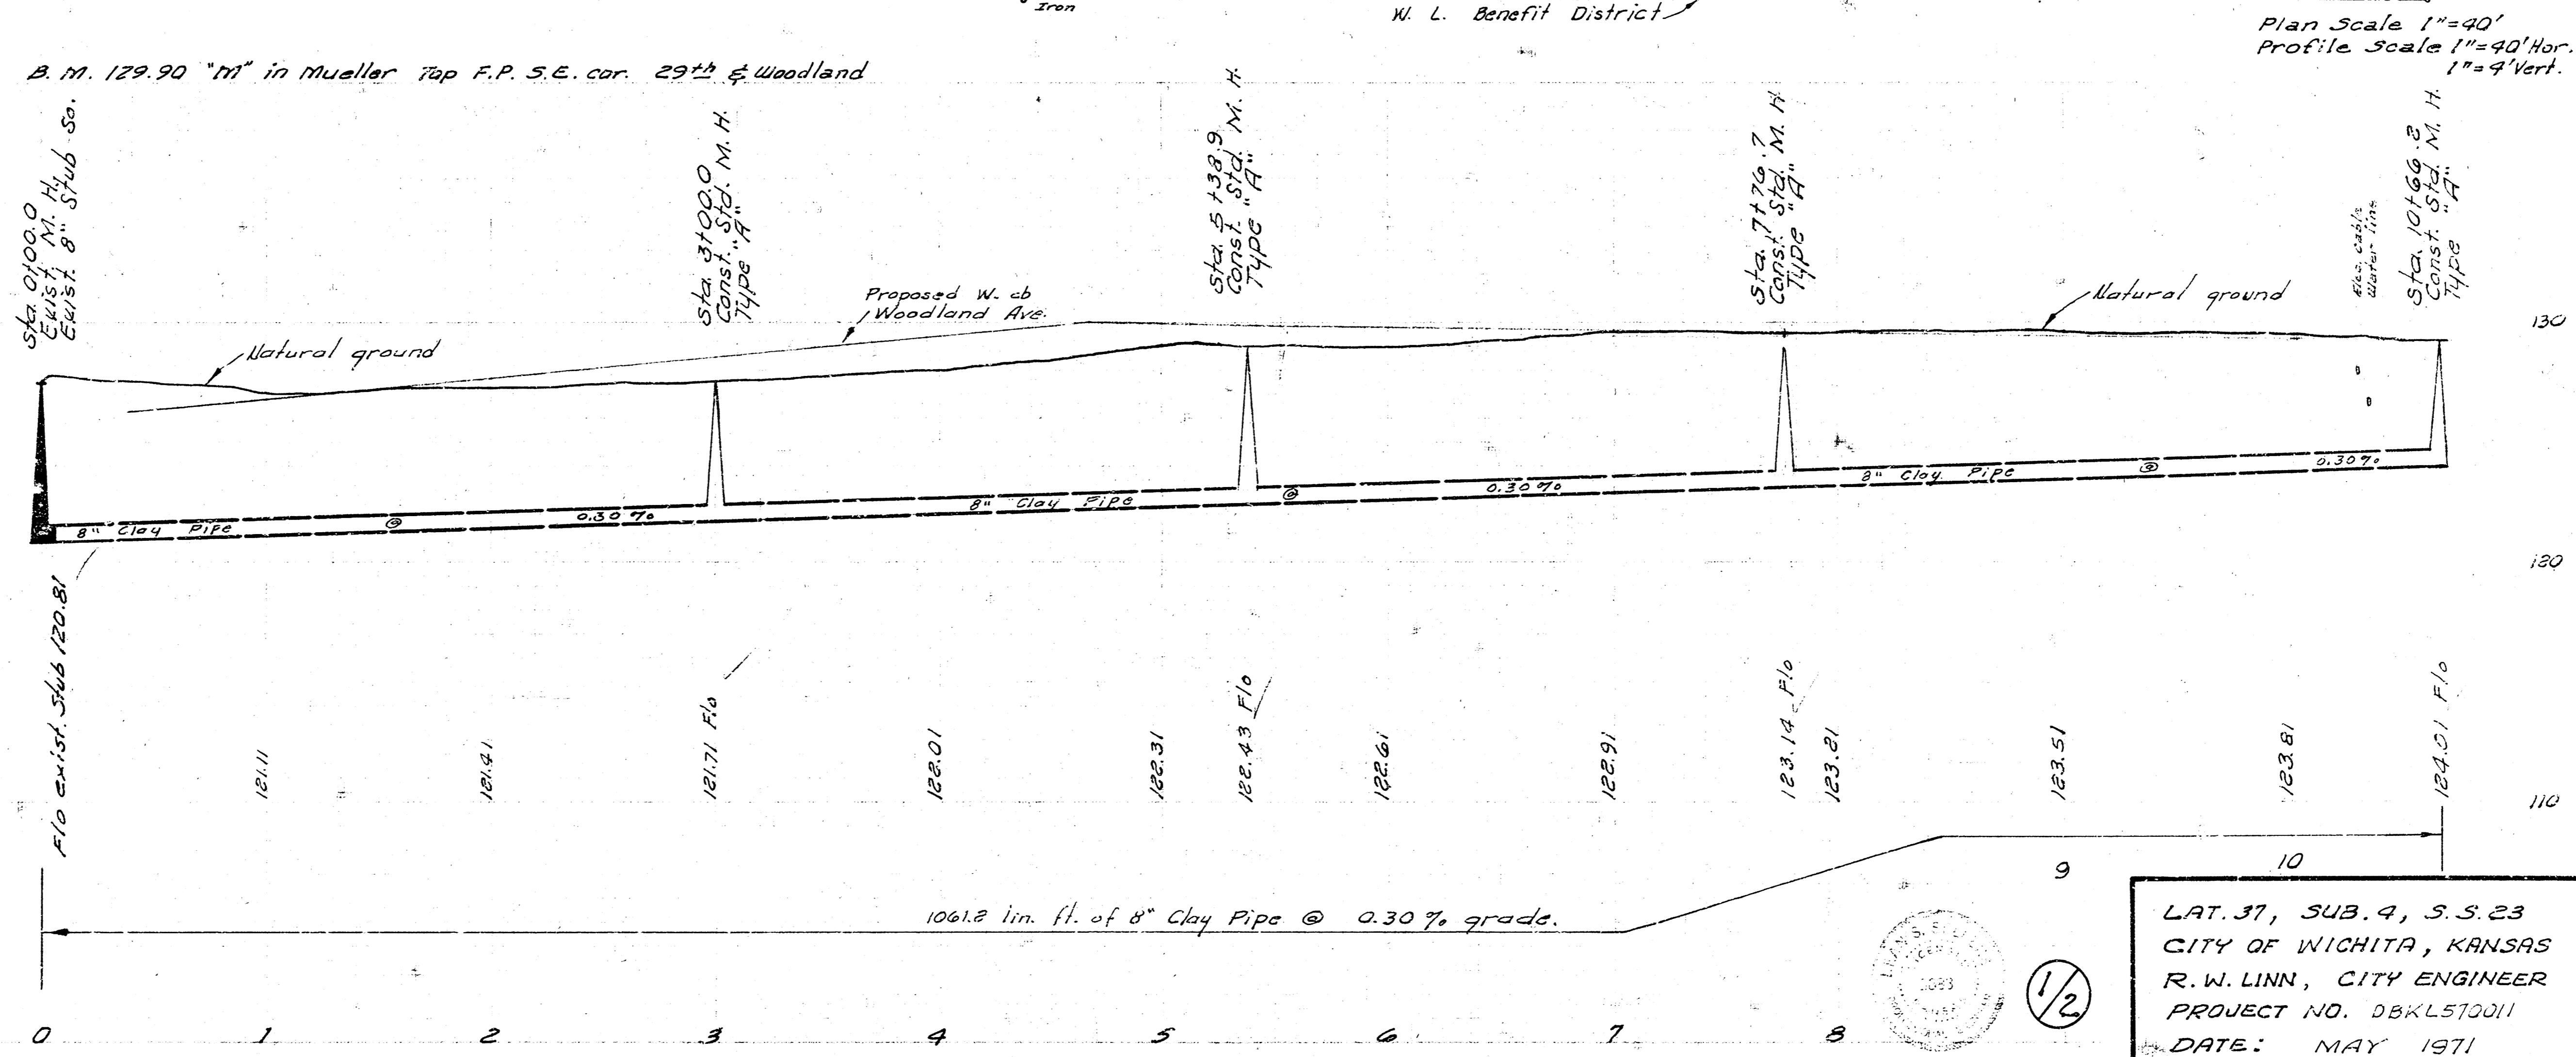 Iron
W. L. Benefit District
Plan Scale 1"=40'
Profile Scale 1"=40' Hor.
1"=4' Vert.
B.M. 129.90 "M" in Mueller Top F.P. S.E. cor. 29th & Woodland
Sta. 0+00.0
Exist. M. H.
Exist. 8" Stub So.
Sta. 3+00.0
Const. Std. M. H.
Type "A"
Sta. 5+38.9
Const. Std. M. H.
Type "A"
Sta. 7+76.7
Const. Std. M. H.
Type "A"
Elec. cable
Water line
Sta. 10+66.2
Const. Std. M. H.
Type "A"
Natural ground
Proposed W. cb
Woodland Ave.
Natural ground
130
8" Clay Pipe @ 0.30%
8" Clay Pipe @ 0.30%
8" Clay Pipe @ 0.30%
120
Flo exist. Stub 120.81
121.11
121.41
121.71 Flo
122.01
122.31
122.43 Flo
122.61
122.91
123.14 Flo
123.21
123.51
123.81
124.01 Flo
110
9
10
1061.2 lin. ft. of 8" Clay Pipe @ 0.30% grade.
1/2
LAT. 37, SUB. 4, S.S. 23
CITY OF WICHITA, KANSAS
R. W. LINN, CITY ENGINEER
PROJECT NO. DBKL570011
DATE: MAY 1971
0 1 2 3 4 5 6 7 8